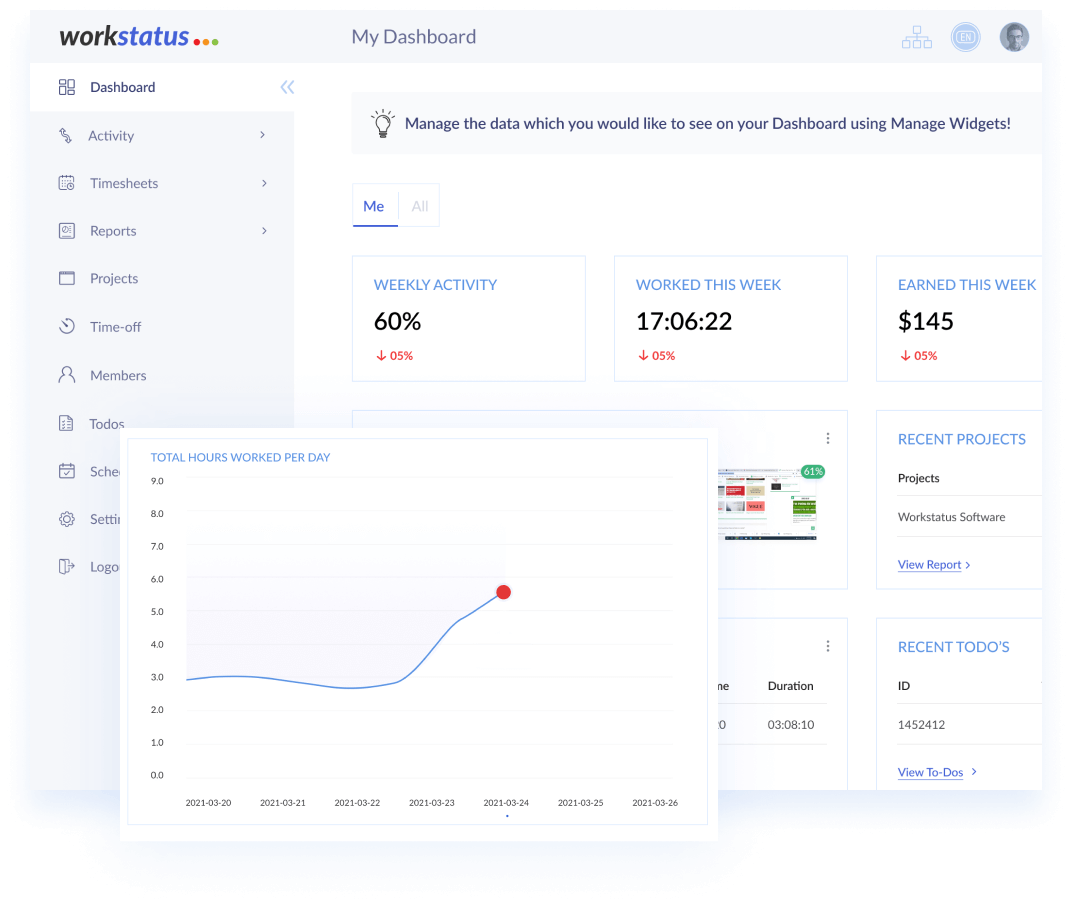 workstatus
My Dashboard
EN
Dashboard
Activity
Timesheets
Reports
Projects
Time-off
Members
Todos
Sche
Settin
Logo
Manage the data which you would like to see on your Dashboard using Manage Widgets!
Me All
WEEKLY ACTIVITY
60%
05%
WORKED THIS WEEK
17:06:22
05%
EARNED THIS WEEK
$145
05%
61%
RECENT PROJECTS
Projects
Workstatus Software
View Report
TOTAL HOURS WORKED PER DAY
9.0
8.0
7.0
6.0
5.0
4.0
3.0
2.0
1.0
0.0
2021-03-20 2021-03-21 2021-03-22 2021-03-23 2021-03-24 2021-03-25 2021-03-26
me Duration
0 03:08:10
RECENT TODO'S
ID
1452412
View To-Dos